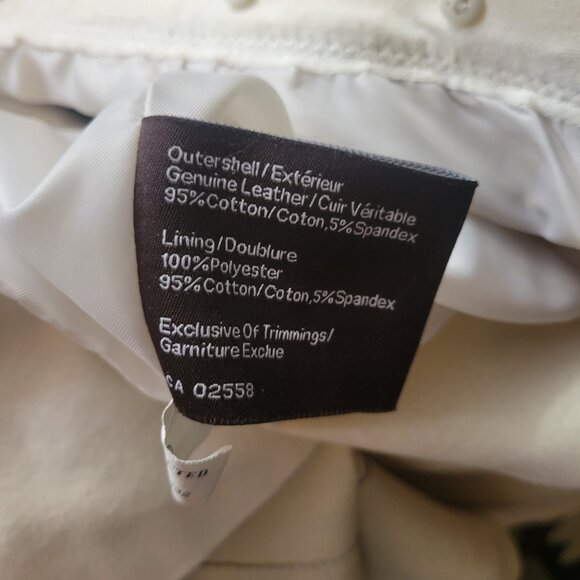 Outershell/Extérieur
Genuine Leather/Cuir Véritable
95%Cotton/Coton,5%Spandex
Lining/Doublure
100%Polyester
95%Cotton/Coton,5%Spandex
Exclusive Of Trimmings/
Garniture Exclue
CA 02558